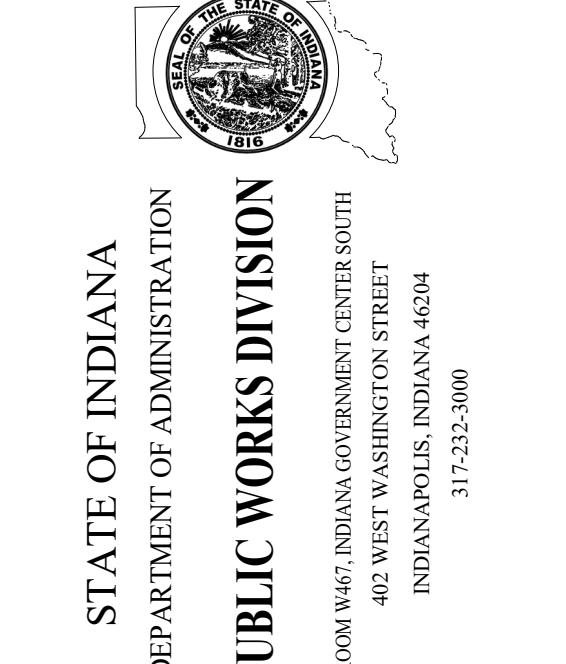 SEAL OF THE STATE OF INDIANA
1816
STATE OF INDIANA
DEPARTMENT OF ADMINISTRATION
UBLIC WORKS DIVISION
OOM W467, INDIANA GOVERNMENT CENTER SOUTH
402 WEST WASHINGTON STREET
INDIANAPOLIS, INDIANA 46204
317-232-3000